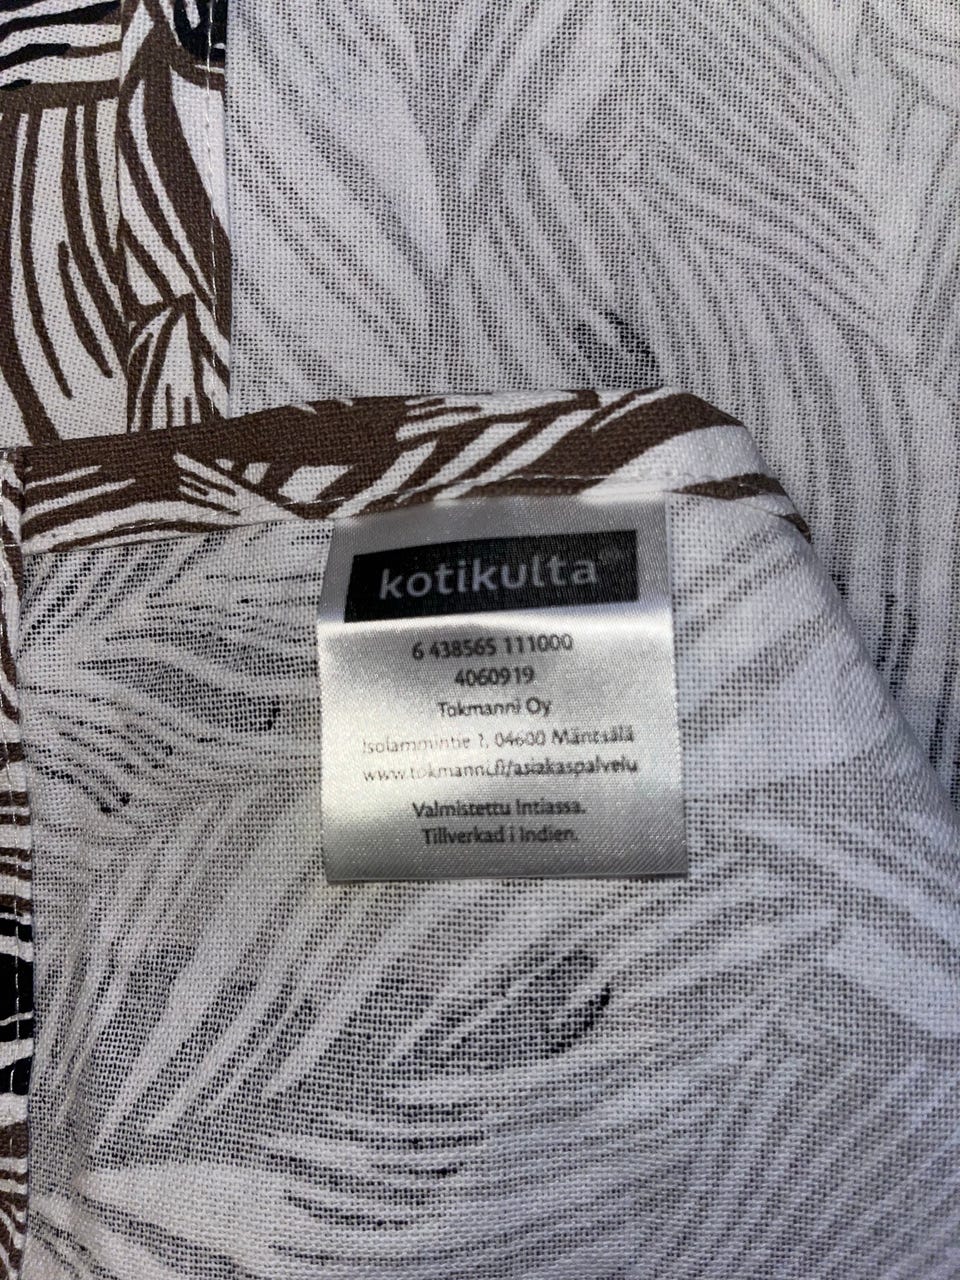 kotikulta
6 438565 111000
4060919
Tokmanni Oy
Isolammintie 1, 04600 Mäntsälä
www.tokmanni.fi/asiakaspalvelu
Valmistettu Intiassa.
Tillverkad i Indien.